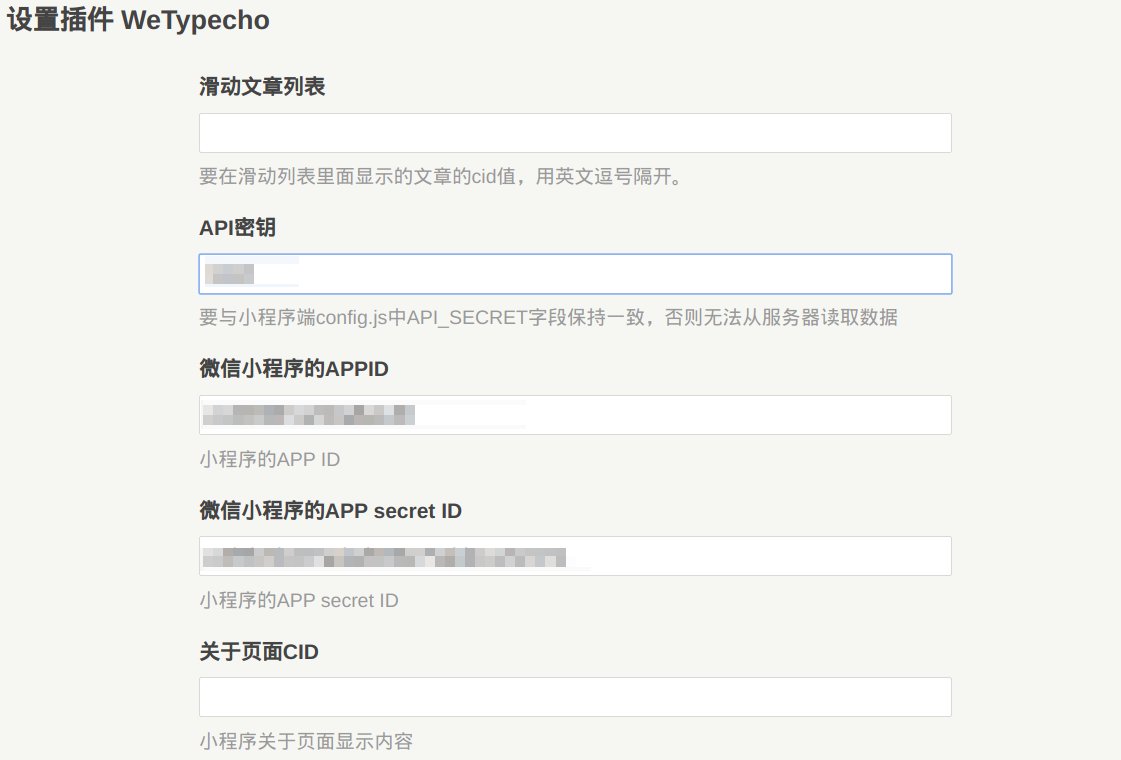 设置插件 WeTypecho
滑动文章列表
要在滑动列表里面显示的文章的cid值，用英文逗号隔开。
API密钥
要与小程序端config.js中API_SECRET字段保持一致，否则无法从服务器读取数据
微信小程序的APPID
小程序的APP ID
微信小程序的APP secret ID
小程序的APP secret ID
关于页面CID
小程序关于页面显示内容